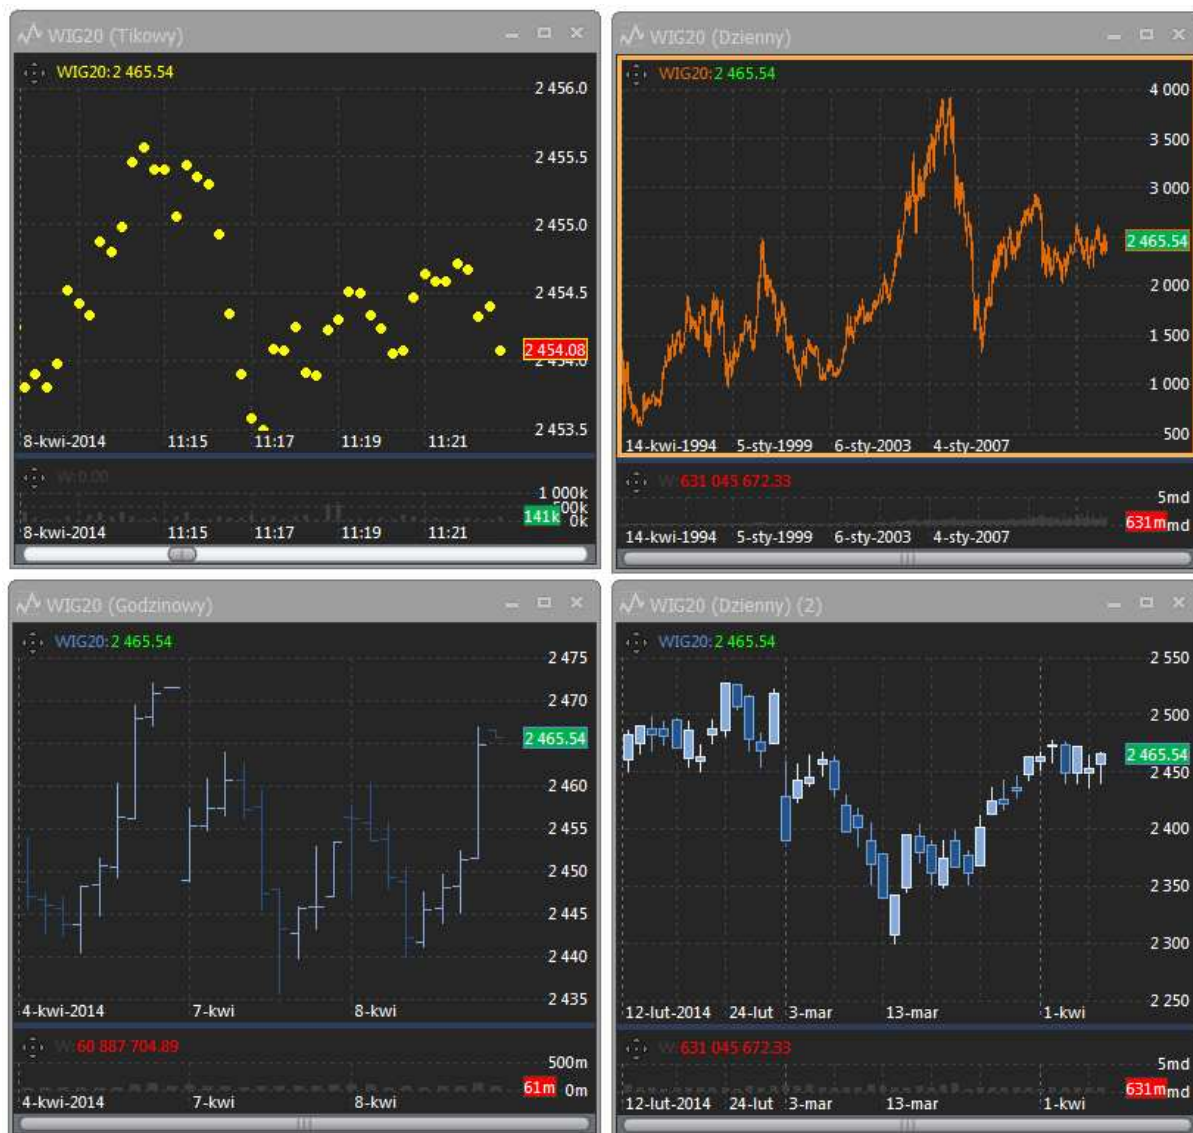 WIG20 (Tikowy)
WIG20:2 465.54
2 456.0
2 455.5
2 455.0
2 454.5
2 454.08
2 454.0
2 453.5
8-kwi-2014 11:15 11:17 11:19 11:21
W:0.00
1 000k
500k
141k 0k
8-kwi-2014 11:15 11:17 11:19 11:21
WIG20 (Dzienny)
WIG20:2 465.54
4 000
3 500
3 000
2 465.54
2 000
1 500
1 000
500
14-kwi-1994 5-sty-1999 6-sty-2003 4-sty-2007
W:631 045 672.33
5md
631m md
14-kwi-1994 5-sty-1999 6-sty-2003 4-sty-2007
WIG20 (Godzinowy)
WIG20:2 465.54
2 475
2 470
2 465.54
2 460
2 455
2 450
2 445
2 440
2 435
4-kwi-2014 7-kwi 8-kwi
W:60 887 704.89
500m
61m 0m
4-kwi-2014 7-kwi 8-kwi
WIG20 (Dzienny) (2)
WIG20:2 465.54
2 550
2 500
2 465.54
2 450
2 400
2 350
2 300
2 250
12-lut-2014 24-lut 3-mar 13-mar 1-kwi
W:631 045 672.33
5md
631m md
12-lut-2014 24-lut 3-mar 13-mar 1-kwi